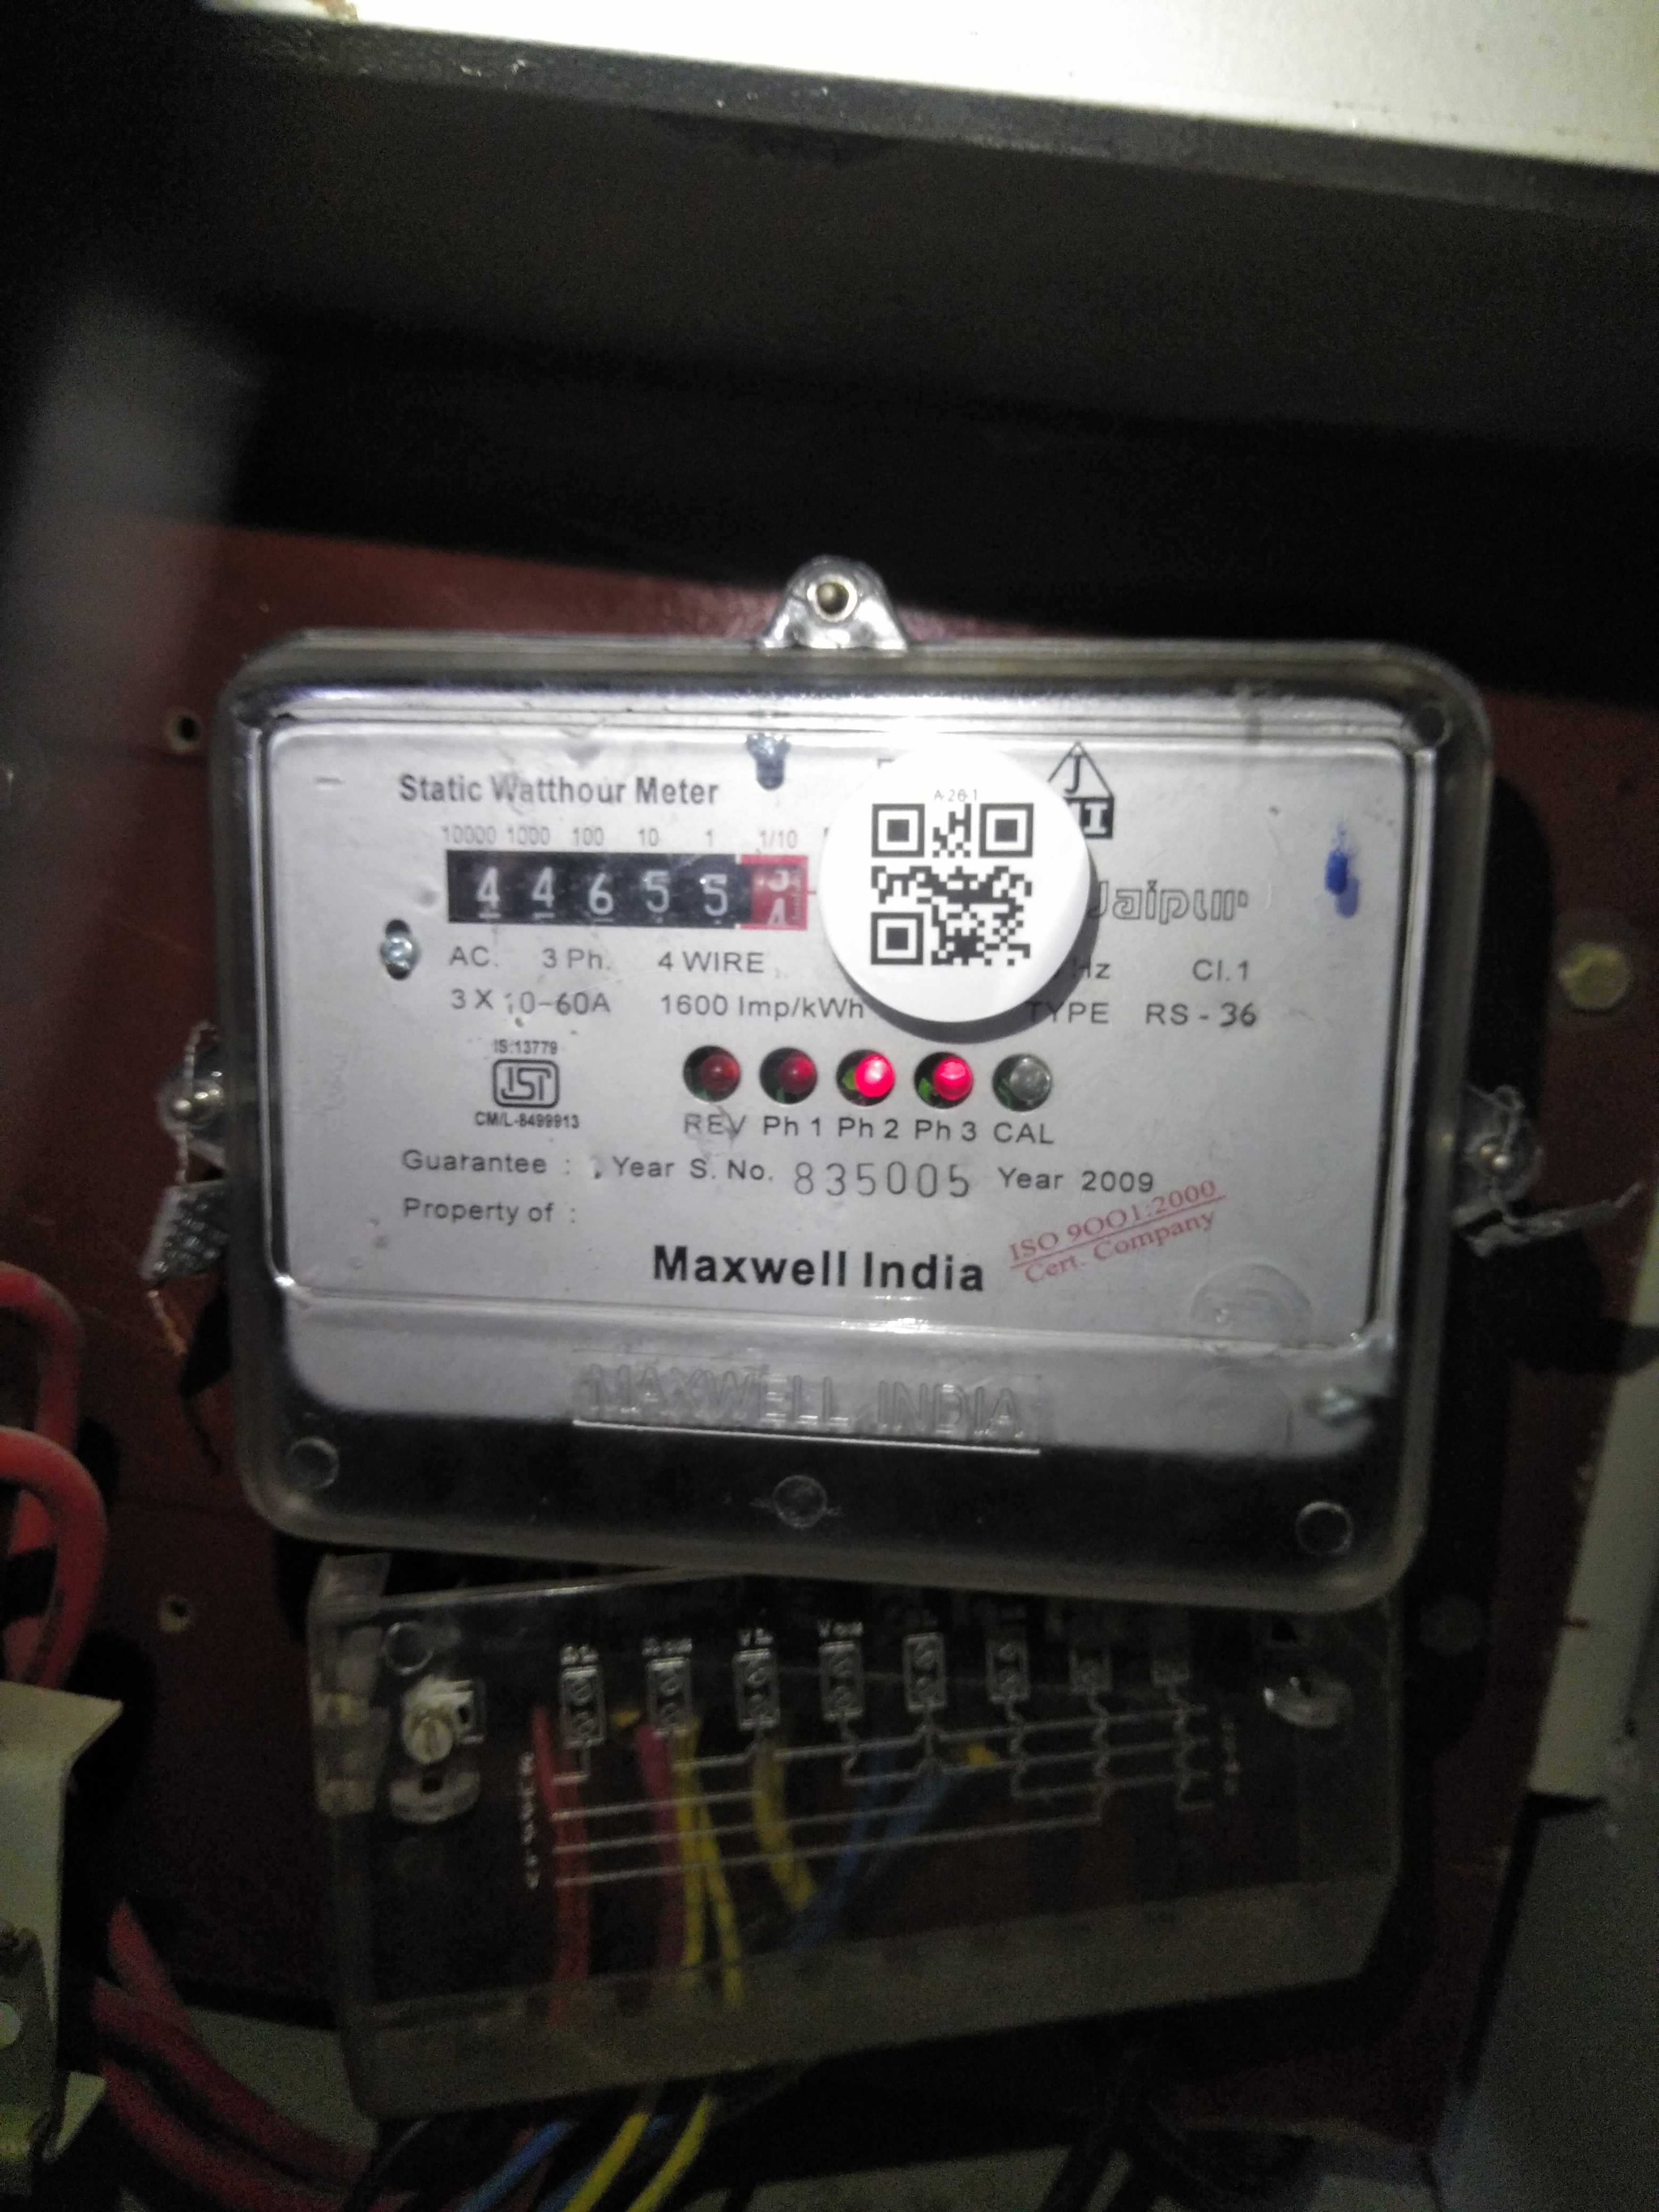 Static Watthour Meter
10000 1000 100 10 1 1/10
4 4 6 5 5
A-26-1
J
I
Jaipur
AC. 3 Ph. 4 WIRE Hz Cl.1
3 X 10-60A 1600 Imp/kWh TYPE RS - 36
IS:13779
ISI
CM/L-8499913
REV Ph 1 Ph 2 Ph 3 CAL
Guarantee : Year S. No. 835005 Year 2009
Property of :
ISO 9001:2000
Cert. Company
Maxwell India
MAXWELL INDIA